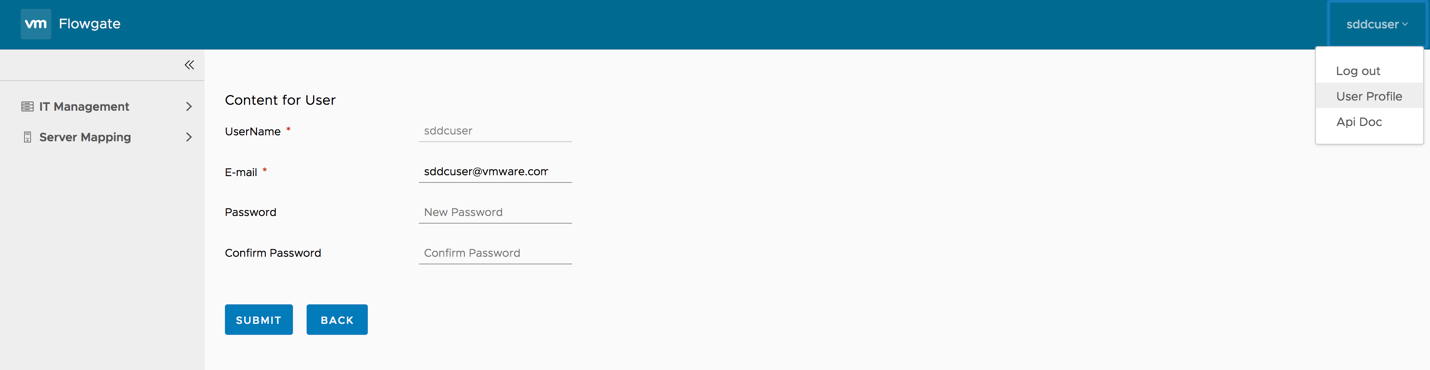 vm Flowgate
sddcuser
Log out
User Profile
Api Doc
IT Management
Server Mapping
Content for User
UserName *
sddcuser
E-mail *
sddcuser@vmware.com
Password
New Password
Confirm Password
Confirm Password
SUBMIT
BACK